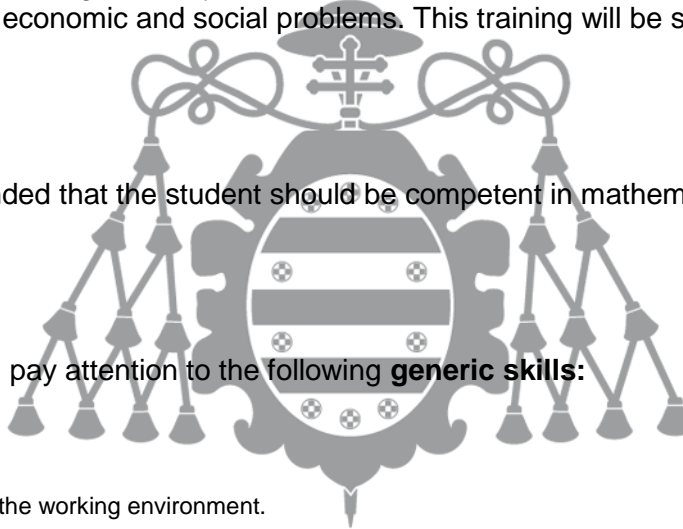 economic and social problems. This training will be s
nded that the student should be competent in mathem
pay attention to the following generic skills:
the working environment.